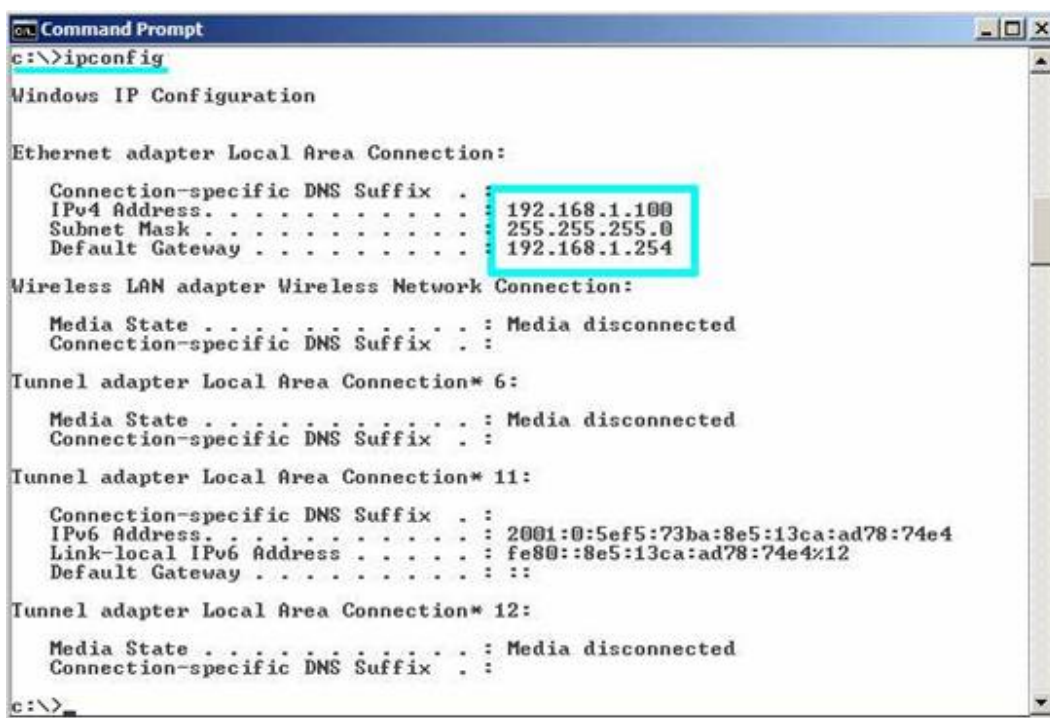 Command Prompt
c:\>ipconfig
Windows IP Configuration
Ethernet adapter Local Area Connection:
Connection-specific DNS Suffix . :
IPv4 Address. . . . . . . . . . . : 192.168.1.100
Subnet Mask . . . . . . . . . . . : 255.255.255.0
Default Gateway . . . . . . . . . : 192.168.1.254
Wireless LAN adapter Wireless Network Connection:
Media State . . . . . . . . . . . : Media disconnected
Connection-specific DNS Suffix . :
Tunnel adapter Local Area Connection* 6:
Media State . . . . . . . . . . . : Media disconnected
Connection-specific DNS Suffix . :
Tunnel adapter Local Area Connection* 11:
Connection-specific DNS Suffix . :
IPv6 Address. . . . . . . . . . . : 2001:0:5ef5:73ba:8e5:13ca:ad78:74e4
Link-local IPv6 Address . . . . . : fe80::8e5:13ca:ad78:74e4%12
Default Gateway . . . . . . . . . : ::
Tunnel adapter Local Area Connection* 12:
Media State . . . . . . . . . . . : Media disconnected
Connection-specific DNS Suffix . :
c:\>_